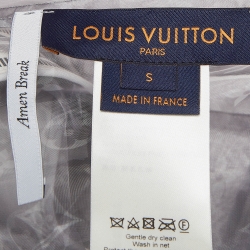 LOUIS VUITTON
PARIS
S
MADE IN FRANCE
Amen Break
Gentle dry clean
Wash in net